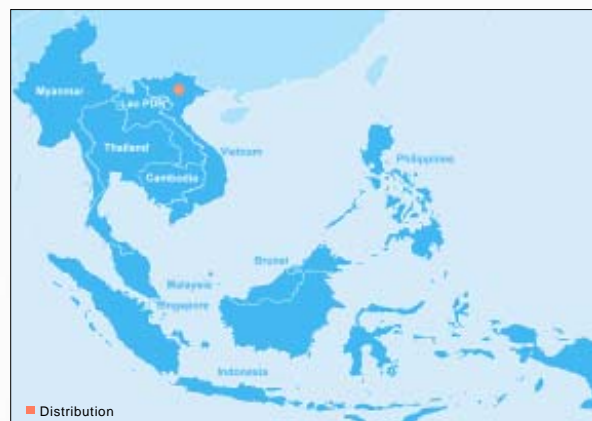 Myanmar
Lao PDR
Thailand
Vietnam
Cambodia
Philippines
Brunei
Malaysia
Singapore
Indonesia
Distribution